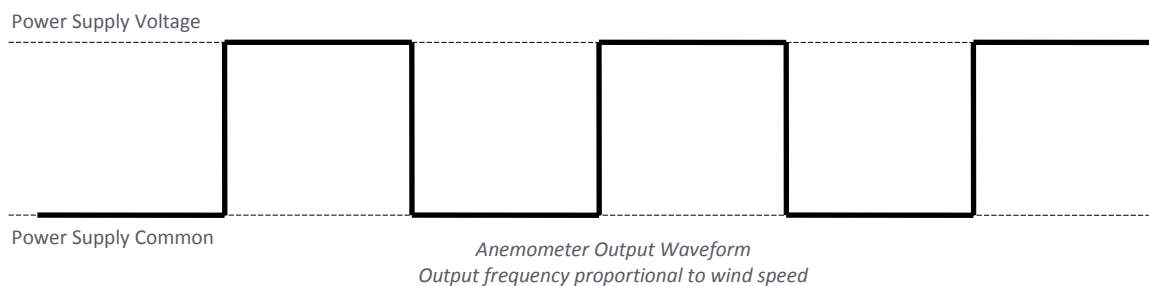 Power Supply Voltage
Power Supply Common
Anemometer Output Waveform
Output frequency proportional to wind speed